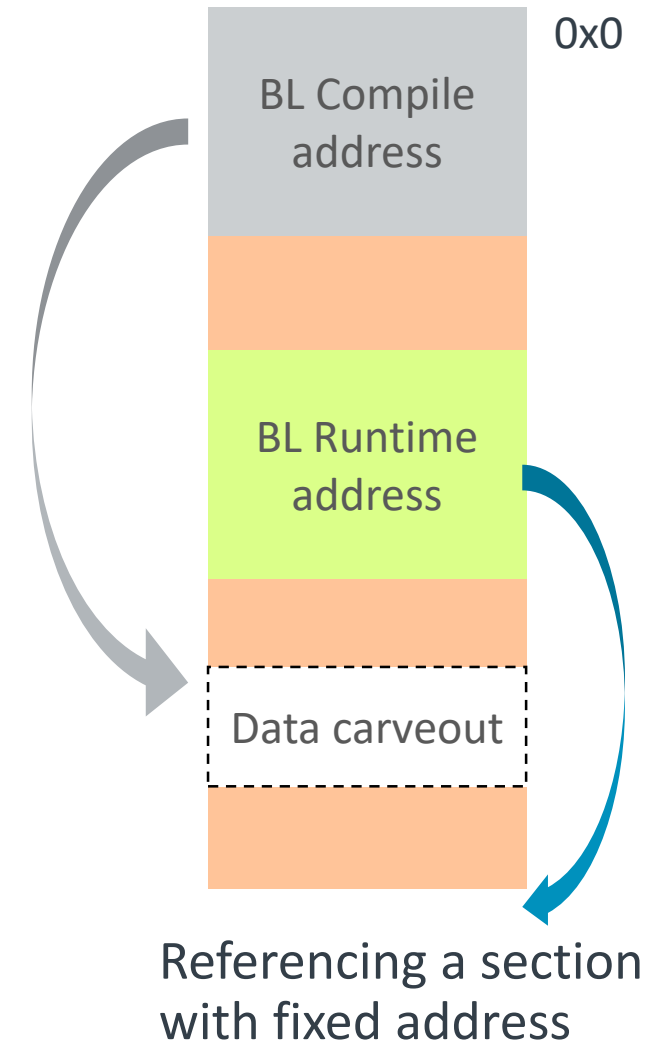 0x0
BL Compile
address
BL Runtime
address
Data carveout
Referencing a section
with fixed address